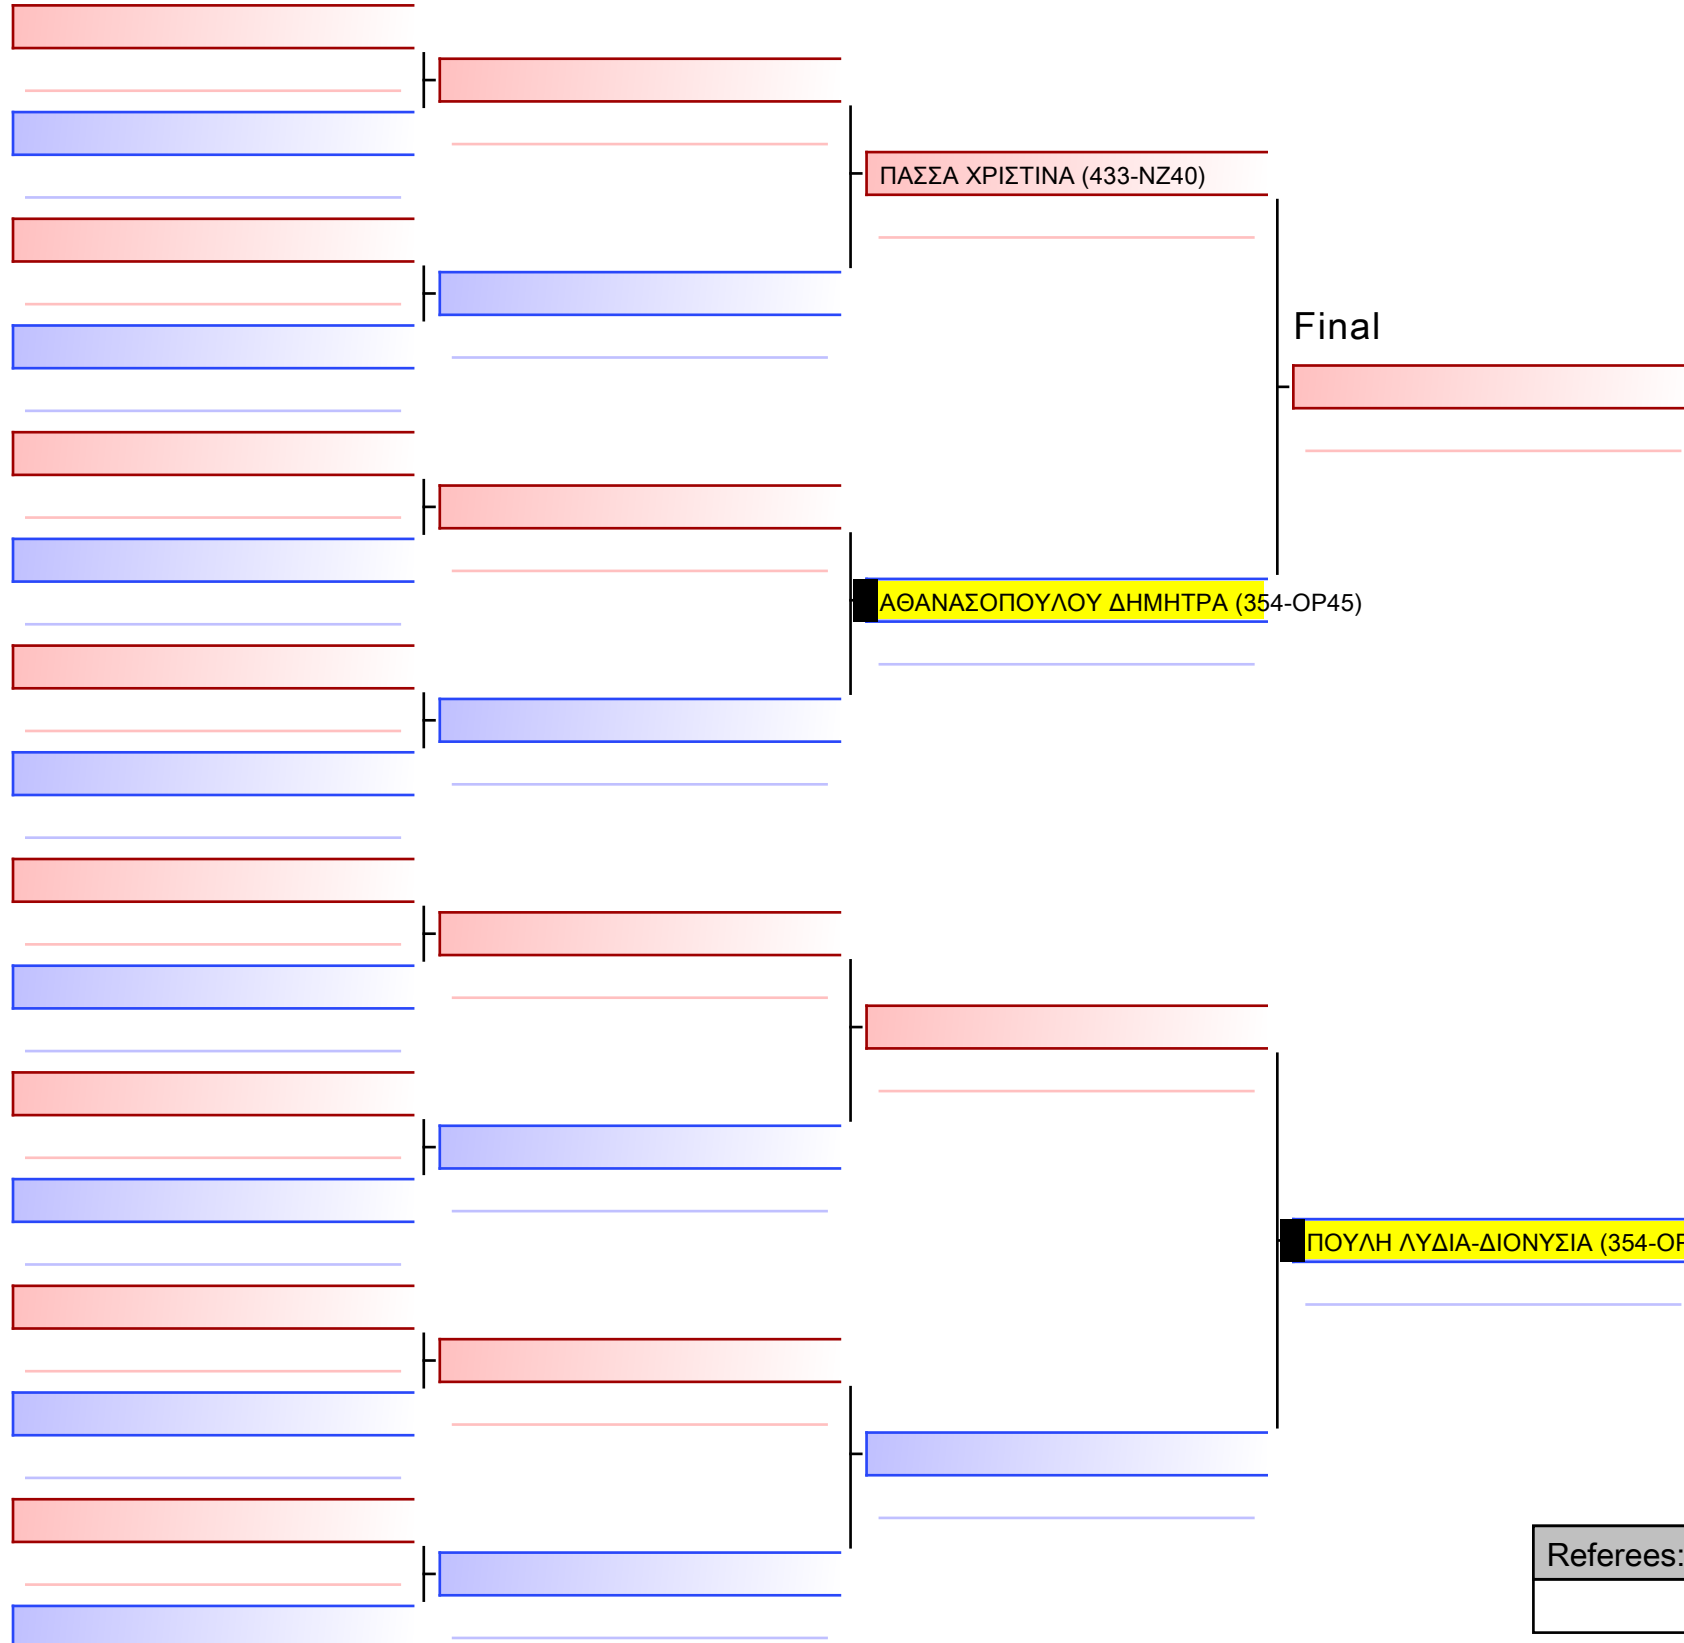 ΠΑΣΣΑ ΧΡΙΣΤΙΝΑ (433-ΝΖ40)
Final
ΑΘΑΝΑΣΟΠΟΥΛΟΥ ΔΗΜΗΤΡΑ (354-ΟΡ45)
ΠΟΥΛΗ ΛΥΔΙΑ-ΔΙΟΝΥΣΙΑ (354-ΟΡ
Referees: